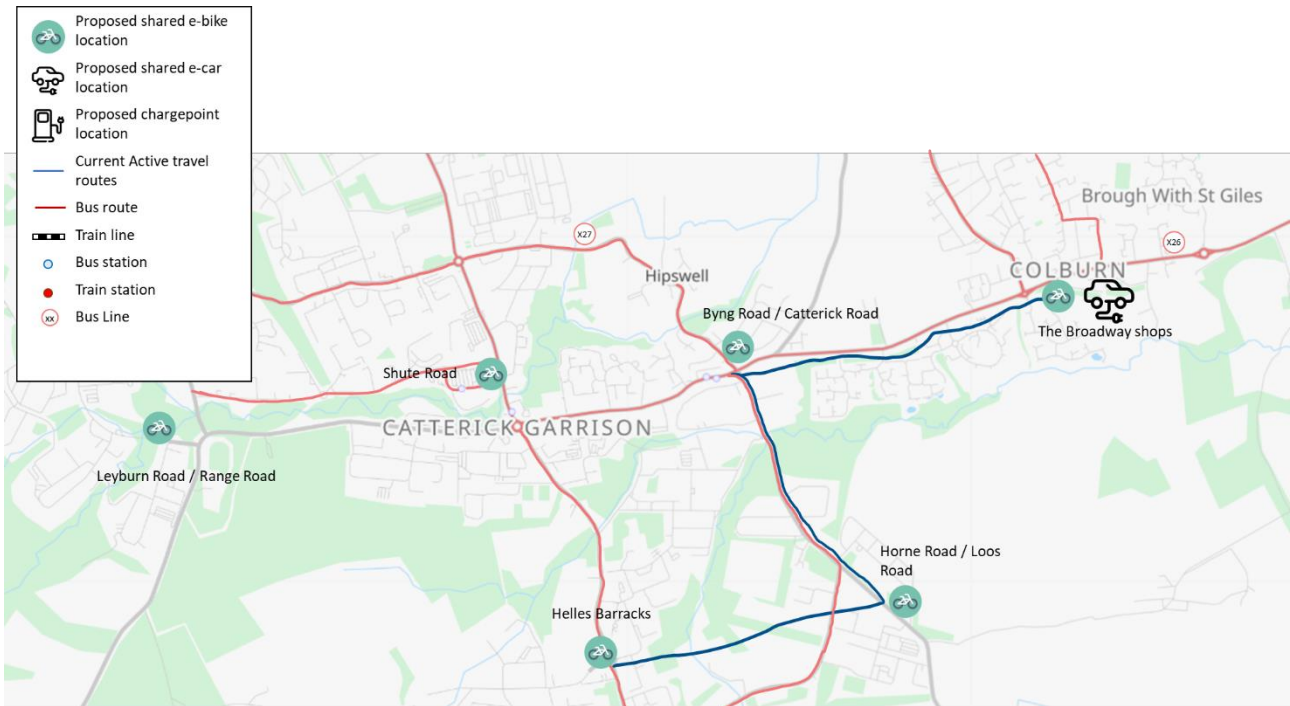 Proposed shared e-bike
location
Proposed shared e-car
location
Proposed chargepoint
location
Current Active travel
routes
Bus route
Train line
Bus station
Train station
xx
Bus Line
Brough With St Giles
X27
X26
COLBURN
Hipswell
Byng Road / Catterick Road
The Broadway shops
Shute Road
CATTERICK GARRISON
Leyburn Road / Range Road
Horne Road / Loos
Road
Helles Barracks